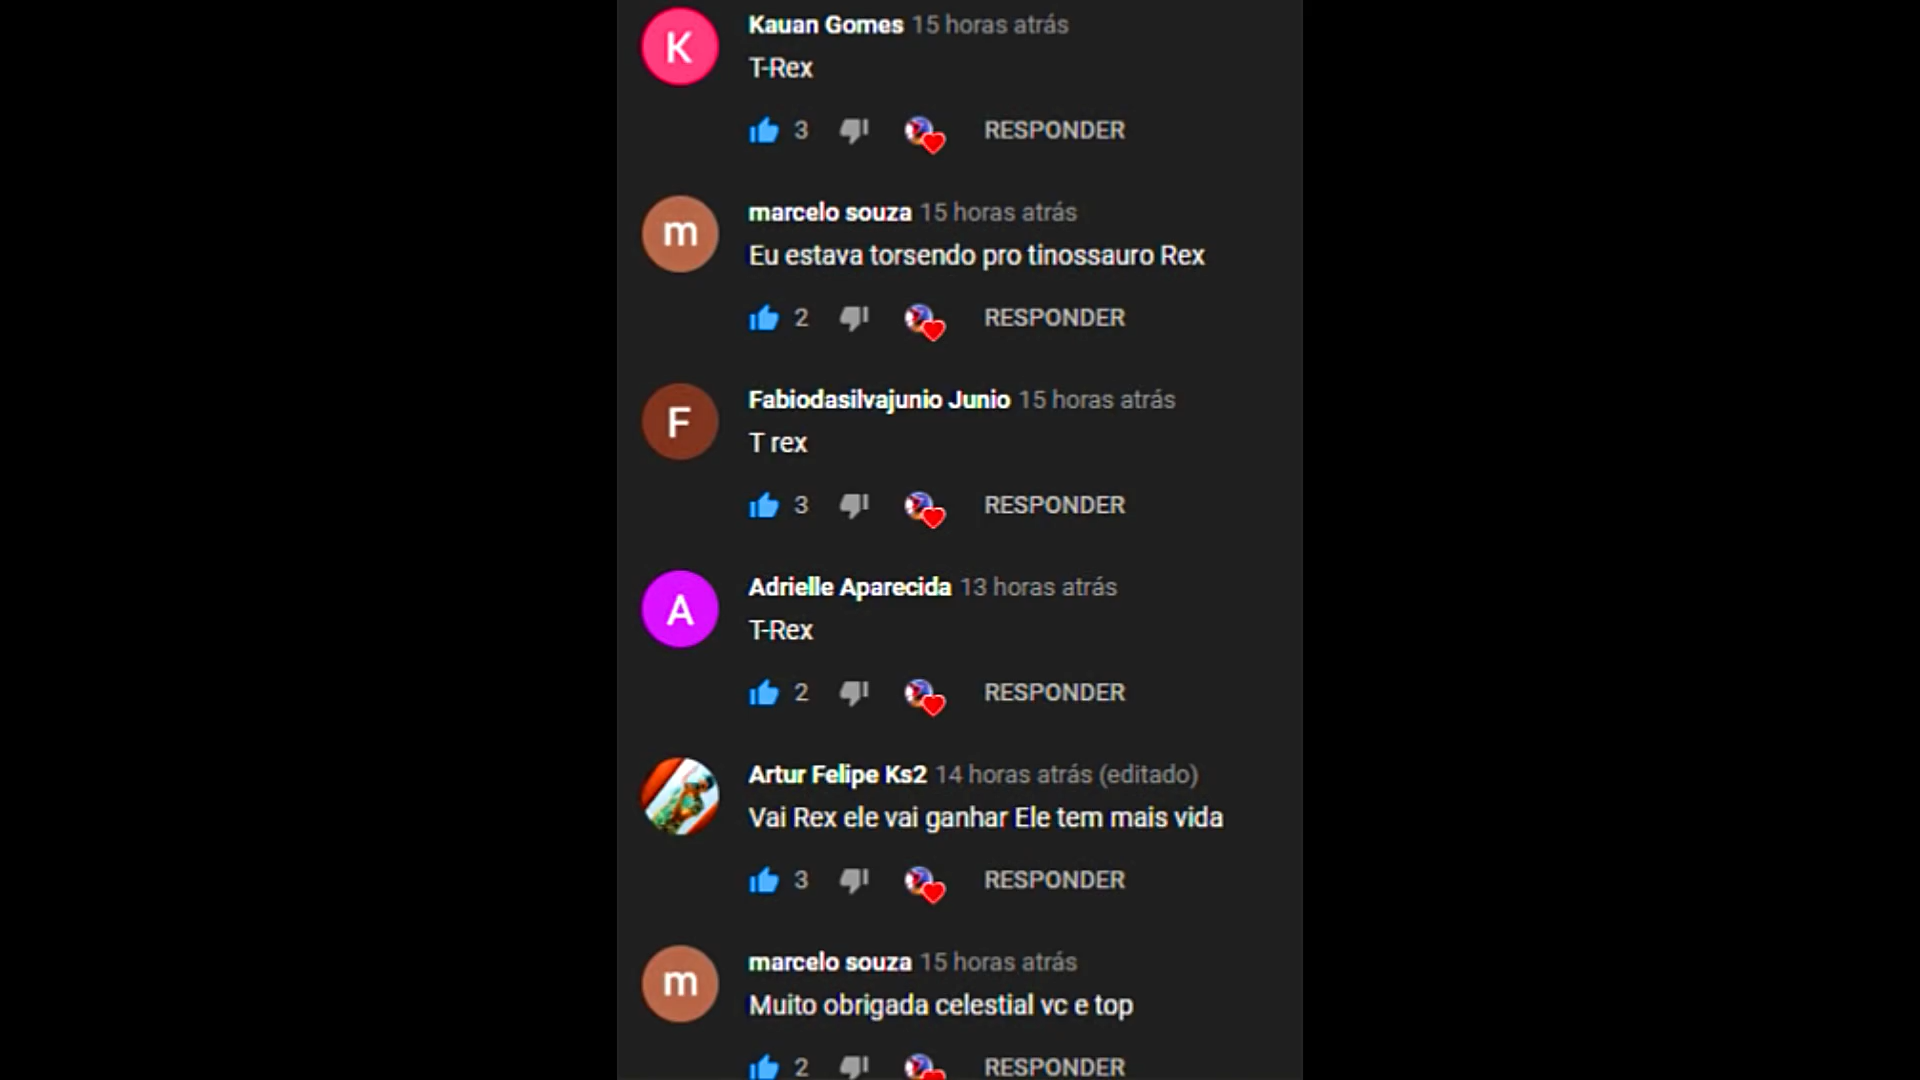 K
Kauan Gomes 15 horas atrás
T-Rex
3 RESPONDER
m
marcelo souza 15 horas atrás
Eu estava torsendo pro tinossauro Rex
2 RESPONDER
F
Fabiodasilvajunio Junio 15 horas atrás
T rex
3 RESPONDER
A
Adrielle Aparecida 13 horas atrás
T-Rex
2 RESPONDER
Artur Felipe Ks2 14 horas atrás (editado)
Vai Rex ele vai ganhar Ele tem mais vida
3 RESPONDER
m
marcelo souza 15 horas atrás
Muito obrigada celestial vc e top
2 RESPONDER